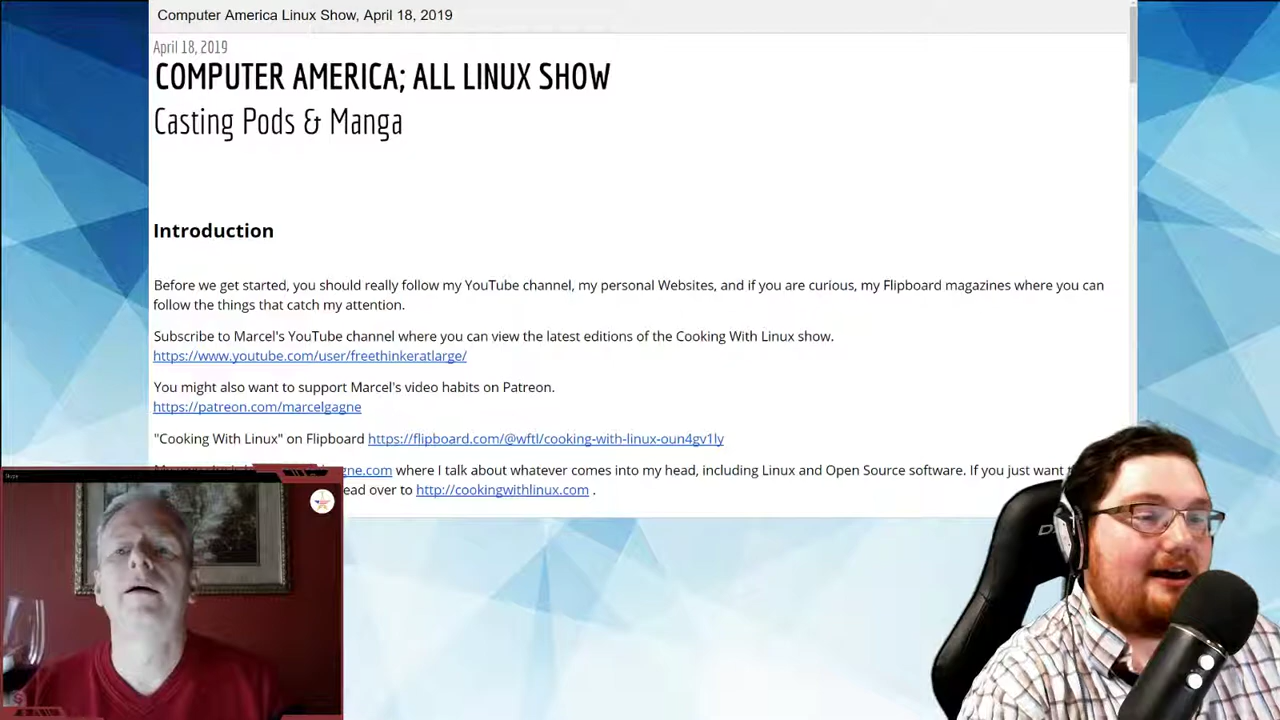 Computer America Linux Show, April 18, 2019
April 18, 2019
COMPUTER AMERICA; ALL LINUX SHOW
Casting Pods & Manga
Introduction
Before we get started, you should really follow my YouTube channel, my personal Websites, and if you are curious, my Flipboard magazines where you can
follow the things that catch my attention.
Subscribe to Marcel's YouTube channel where you can view the latest editions of the Cooking With Linux show.
https://www.youtube.com/user/freethinkeratlarge/
You might also want to support Marcel's video habits on Patreon.
https://patreon.com/marcelgagne
"Cooking With Linux" on Flipboard https://flipboard.com/@wftl/cooking-with-linux-oun4gv1ly
gne.com where I talk about whatever comes into my head, including Linux and Open Source software. If you just want
ead over to http://cookingwithlinux.com .
Skype